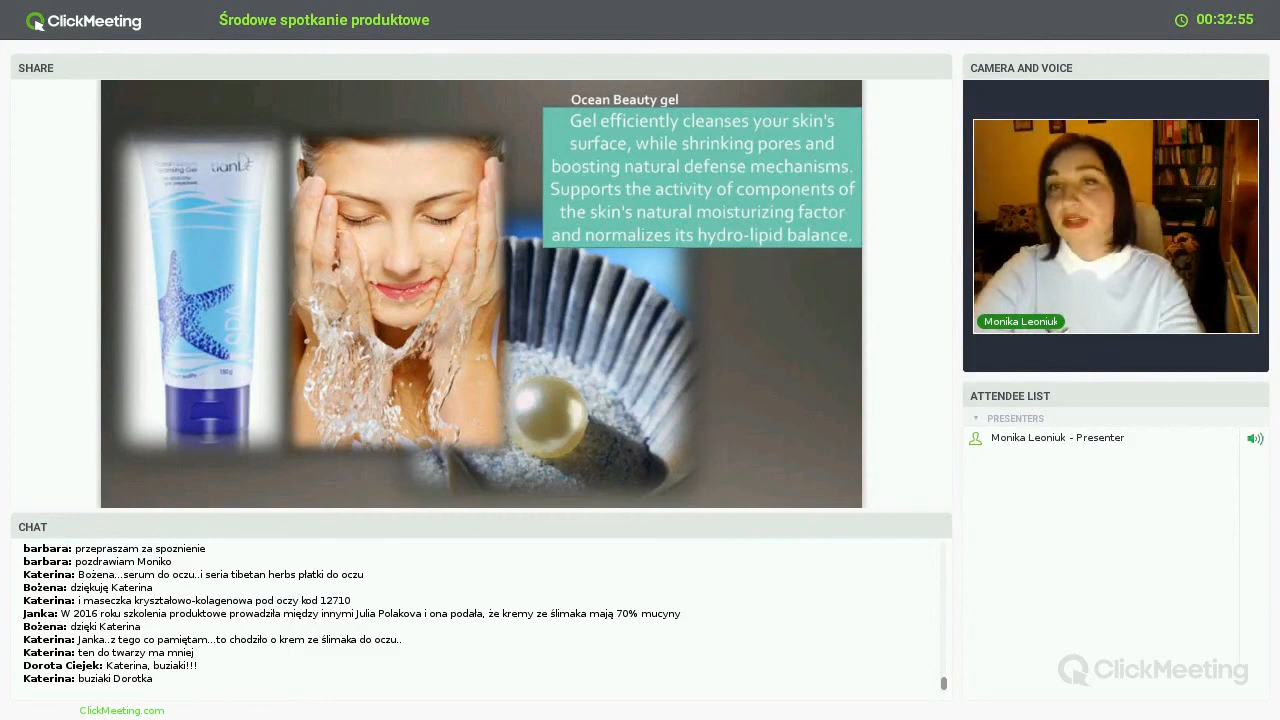 ClickMeeting
Środowe spotkanie produktowe
00:32:55
SHARE
Ocean Beauty gel
Gel efficiently cleanses your skin's
surface, while shrinking pores and
boosting natural defense mechanisms.
Supports the activity of components of
the skin's natural moisturizing factor
and normalizes its hydro-lipid balance.
tianDe
SPA
CAMERA AND VOICE
Monika Leoniuk
ATTENDEE LIST
PRESENTERS
Monika Leoniuk - Presenter
CHAT
barbara: przepraszam za spoznienie
barbara: pozdrawiam Moniko
Katerina: Bożena...serum do oczu..i seria tibetan herbs płatki do oczu
Bożena: dziękuję Katerina
Katerina: i maseczka kryształowo-kolagenowa pod oczy kod 12710
Janka: W 2016 roku szkolenia produktowe prowadziła między innymi Julia Polakova i ona podała, że kremy ze ślimaka mają 70% mucyny
Bożena: dzięki Katerina
Katerina: Janka..z tego co pamiętam...to chodziło o krem ze ślimaka do oczu..
Katerina: ten do twarzy ma mniej
Dorota Ciejek: Katerina, buziaki!!!
Katerina: buziaki Dorotka
ClickMeeting
ClickMeeting.com